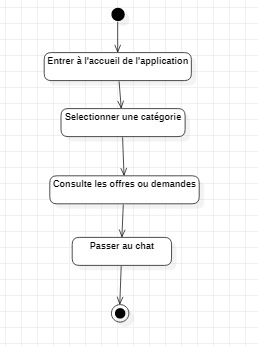 Entrer à l'accueil de l'application
Selectionner une catégorie
Consulte les offres ou demandes
Passer au chat